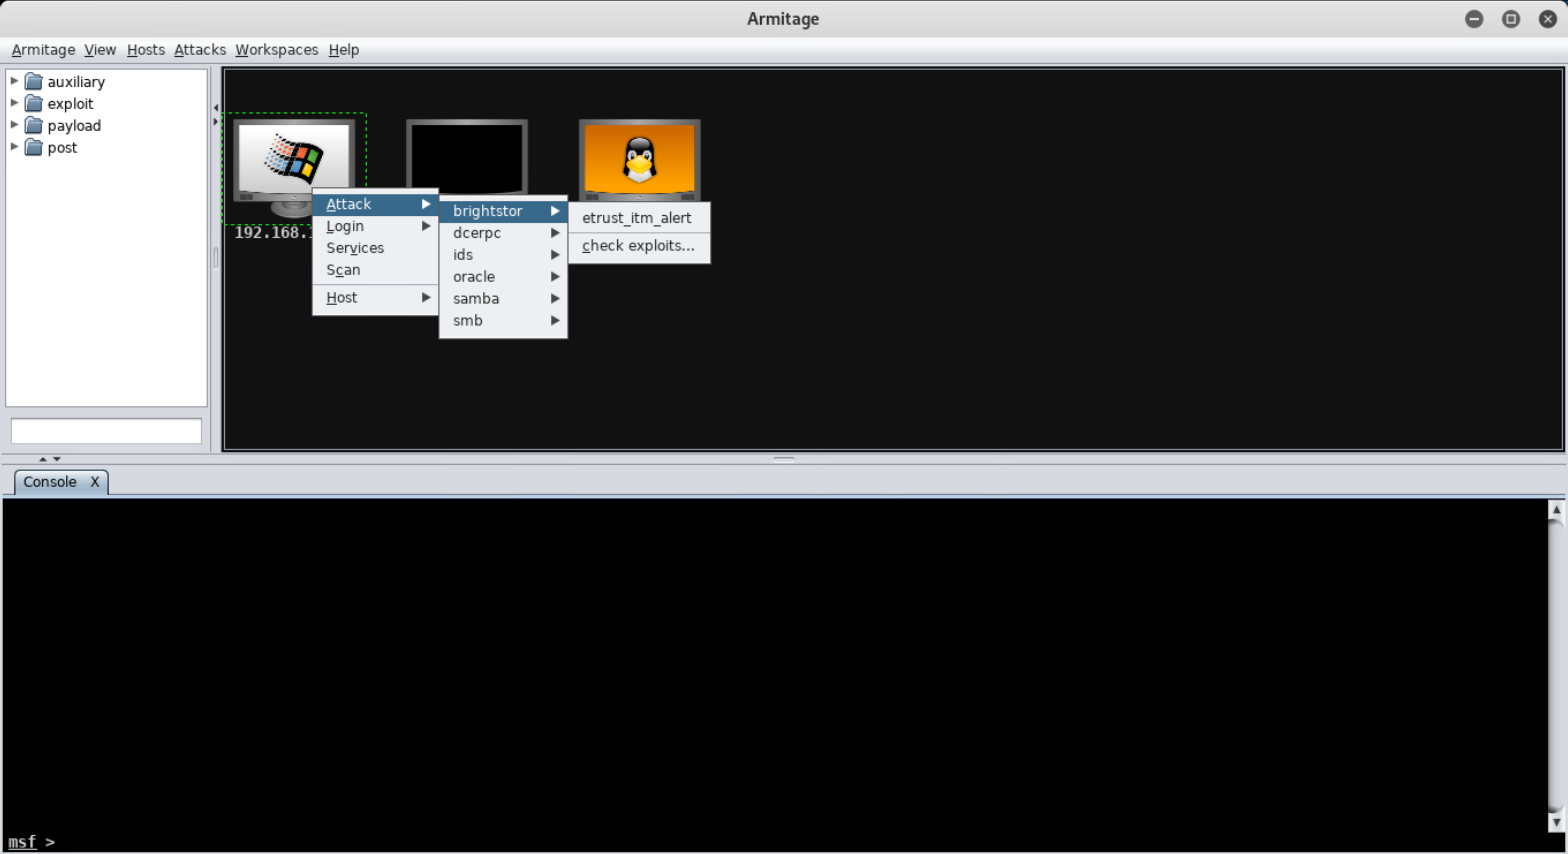 Armitage
Armitage View Hosts Attacks Workspaces Help
auxiliary
exploit
payload
post
192.168.
Attack
Login
Services
Scan
Host
brightstor
dcerpc
ids
oracle
samba
smb
etrust_itm_alert
check exploits...
Console X
msf >